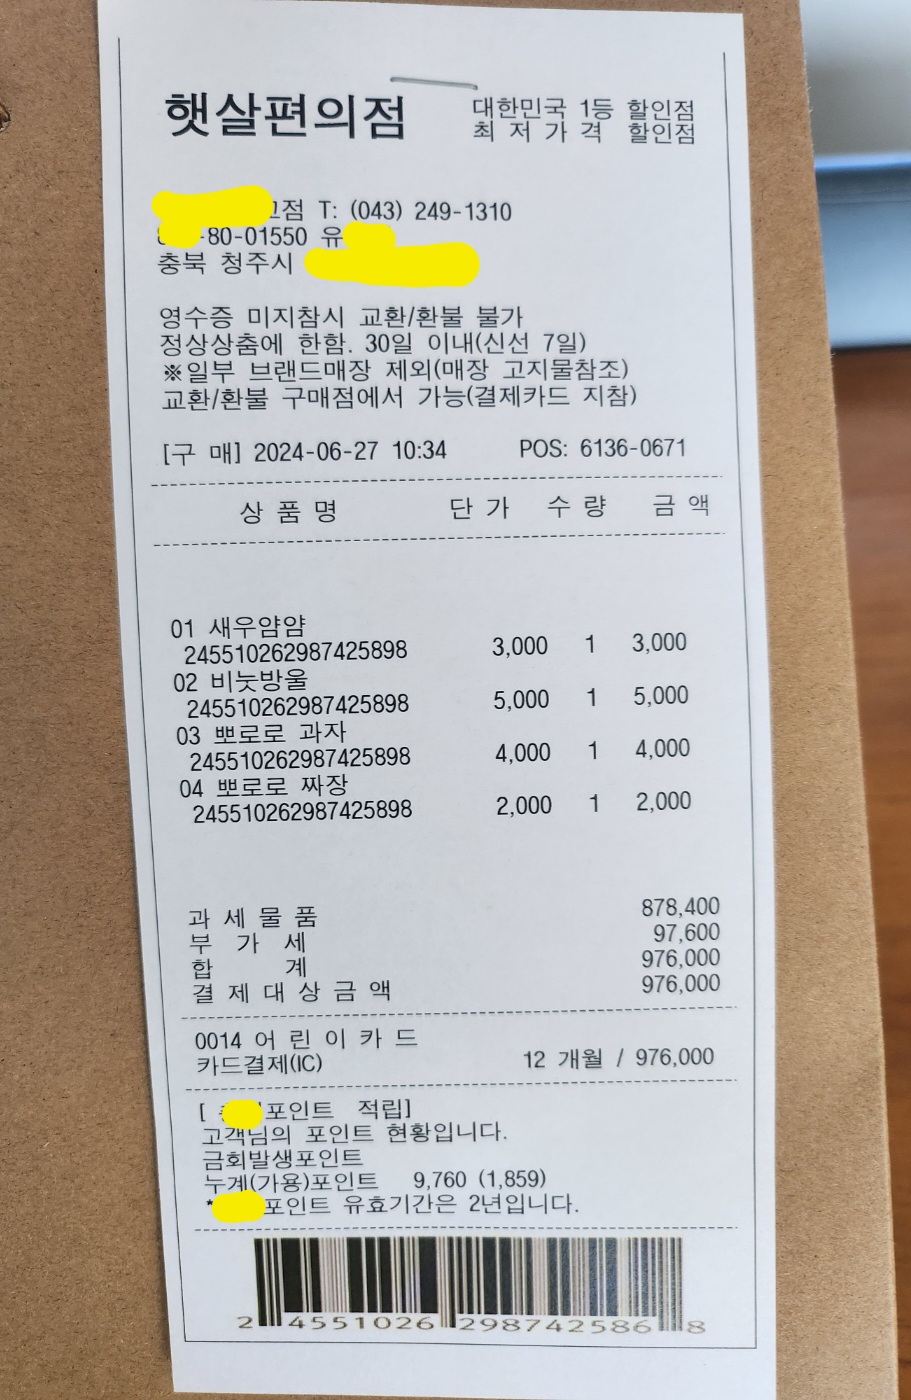 햇살편의점 대한민국 1등 할인점
최 저 가 격 할인점
점 T: (043) 249-1310
-80-01550 유
충북 청주시
영수증 미지참시 교환/환불 불가
정상상춤에 한함. 30일 이내(신선 7일)
※일부 브랜드매장 제외(매장 고지물참조)
교환/환불 구매점에서 가능(결제카드 지참)
[구 매] 2024-06-27 10:34 POS: 6136-0671
상 품 명 단 가 수 량 금 액
01 새우얌얌
245510262987425898 3,000 1 3,000
02 비눗방울
245510262987425898 5,000 1 5,000
03 뽀로로 과자
245510262987425898 4,000 1 4,000
04 뽀로로 짜장
245510262987425898 2,000 1 2,000
과 세 물 품 878,400
부 가 세 97,600
합 계 976,000
결 제 대 상 금 액 976,000
0014 어 린 이 카 드
카드결제(IC) 12 개월 / 976,000
[ 포인트 적립]
고객님의 포인트 현황입니다.
금회발생포인트
누계(가용)포인트 9,760 (1,859)
* 포인트 유효기간은 2년입니다.
2 4551026 298742586 8